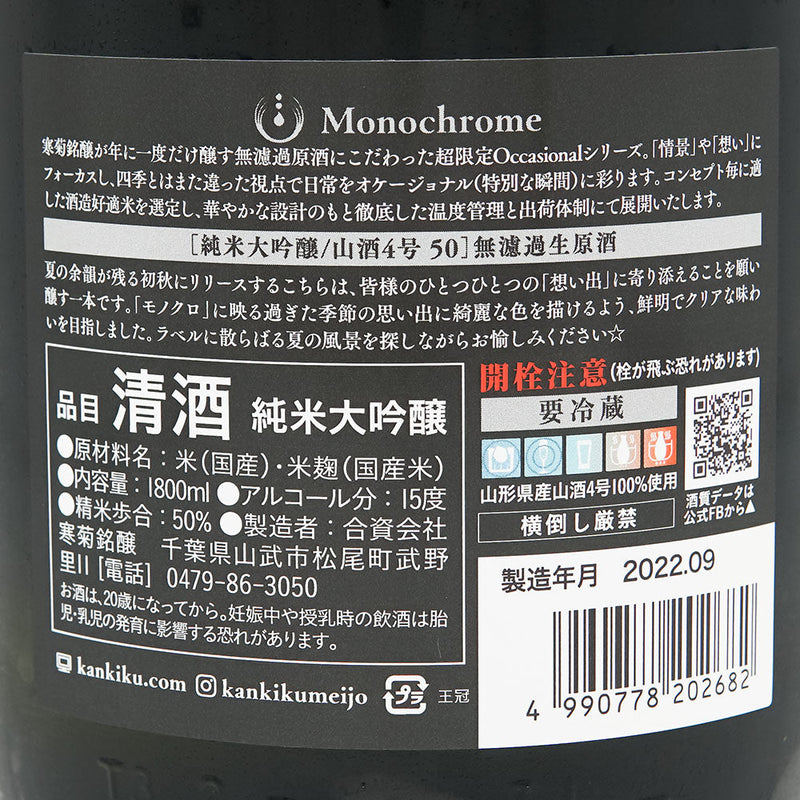 Monochrome
寒菊銘醸が年に一度だけ醸す無濾過原酒にこだわった超限定Occasionalシリーズ。「情景」や「想い」に
フォーカスし、四季とはまた違った視点で日常をオケージョナル(特別な瞬間)に彩ります。コンセプト毎に適
した酒造好適米を選定し、華やかな設計のもと徹底した温度管理と出荷体制にて展開いたします。
[純米大吟醸/山酒4号 50]無濾過生原酒
夏の余韻が残る初秋にリリースするこちらは、皆様のひとつひとつの「想い出」に寄り添えることを願い
醸す一本です。「モノクロ」に映る過ぎた季節の思い出に綺麗な色を描けるよう、鮮明でクリアな味わ
いを目指しました。ラベルに散らばる夏の風景を探しながらお愉しみください☆
品目 清酒 純米大吟醸
●原材料名:米(国産)・米麹(国産米)
●内容量:1800ml ●アルコール分:15度
●精米歩合:50% ●製造者:合資会社
寒菊銘醸 千葉県山武市松尾町武野
里11 [電話] 0479-86-3050
お酒は、20歳になってから。妊娠中や授乳時の飲酒は胎
児・乳児の発育に影響する恐れがあります。
kankiku.com kankikumeijo プラ 王冠
開栓注意(栓が飛ぶ恐れがあります)
要冷蔵
山形県産山酒4号100%使用
横倒し厳禁
酒質データは
公式FBから▲
製造年月 2022.09
4 990778 202682